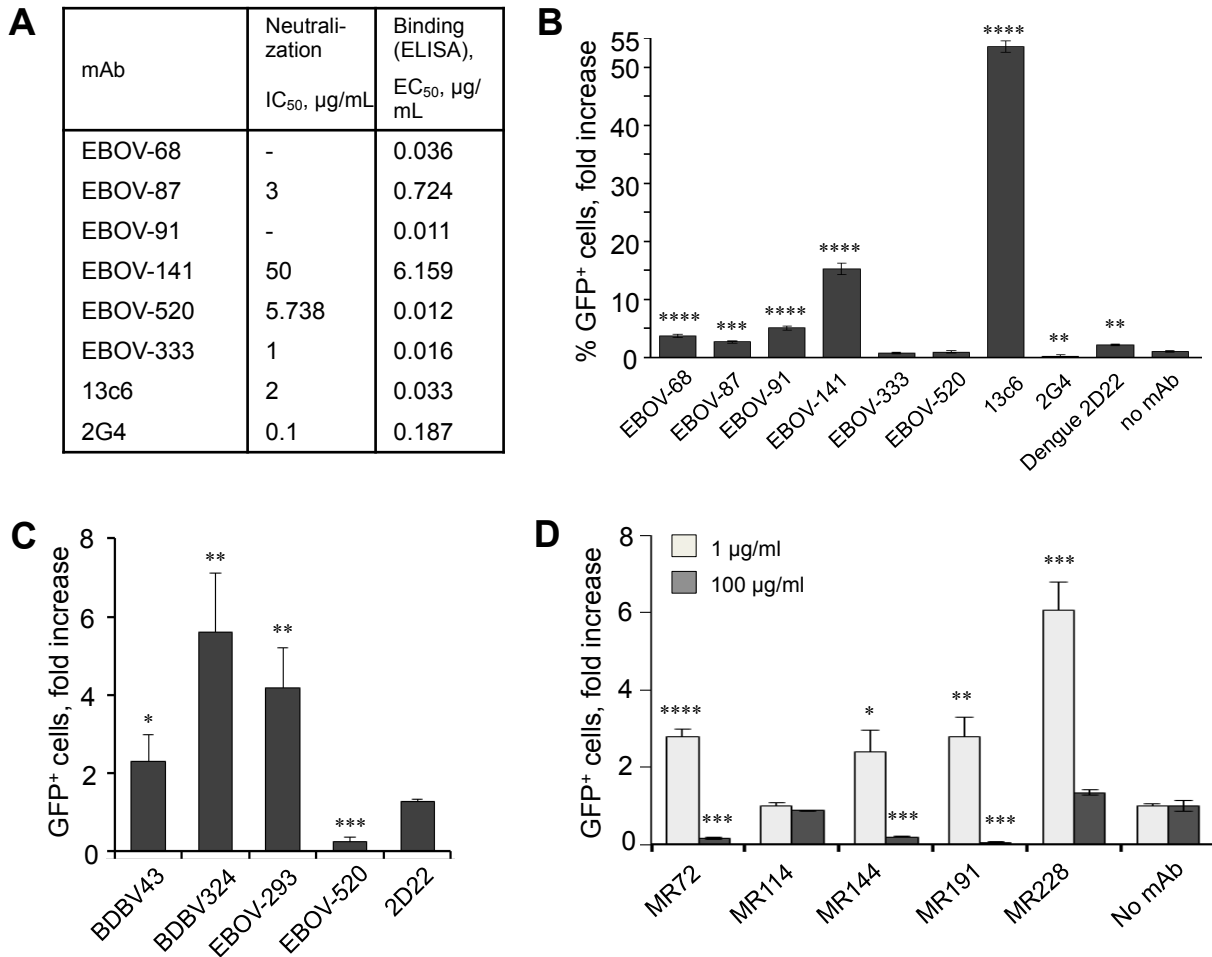 A
mAb
Neutrali-
zation
IC50, µg/mL
Binding
(ELISA),
EC50, µg/
mL
EBOV-68 - 0.036
EBOV-87 3 0.724
EBOV-91 - 0.011
EBOV-141 50 6.159
EBOV-520 5.738 0.012
EBOV-333 1 0.016
13c6 2 0.033
2G4 0.1 0.187
B
% GFP+ cells, fold increase
55
50
20
15
10
5
0
****
***
****
****
****
**
**
EBOV-68
EBOV-87
EBOV-91
EBOV-141
EBOV-333
EBOV-520
13c6
2G4
Dengue 2D22
no mAb
C
GFP+ cells, fold increase
8
6
4
2
0
*
**
**
***
BDBV43
BDBV324
EBOV-293
EBOV-520
2D22
D
GFP+ cells, fold increase
8
6
4
2
0
1 µg/ml
100 µg/ml
****
***
*
***
**
***
***
MR72
MR114
MR144
MR191
MR228
No mAb